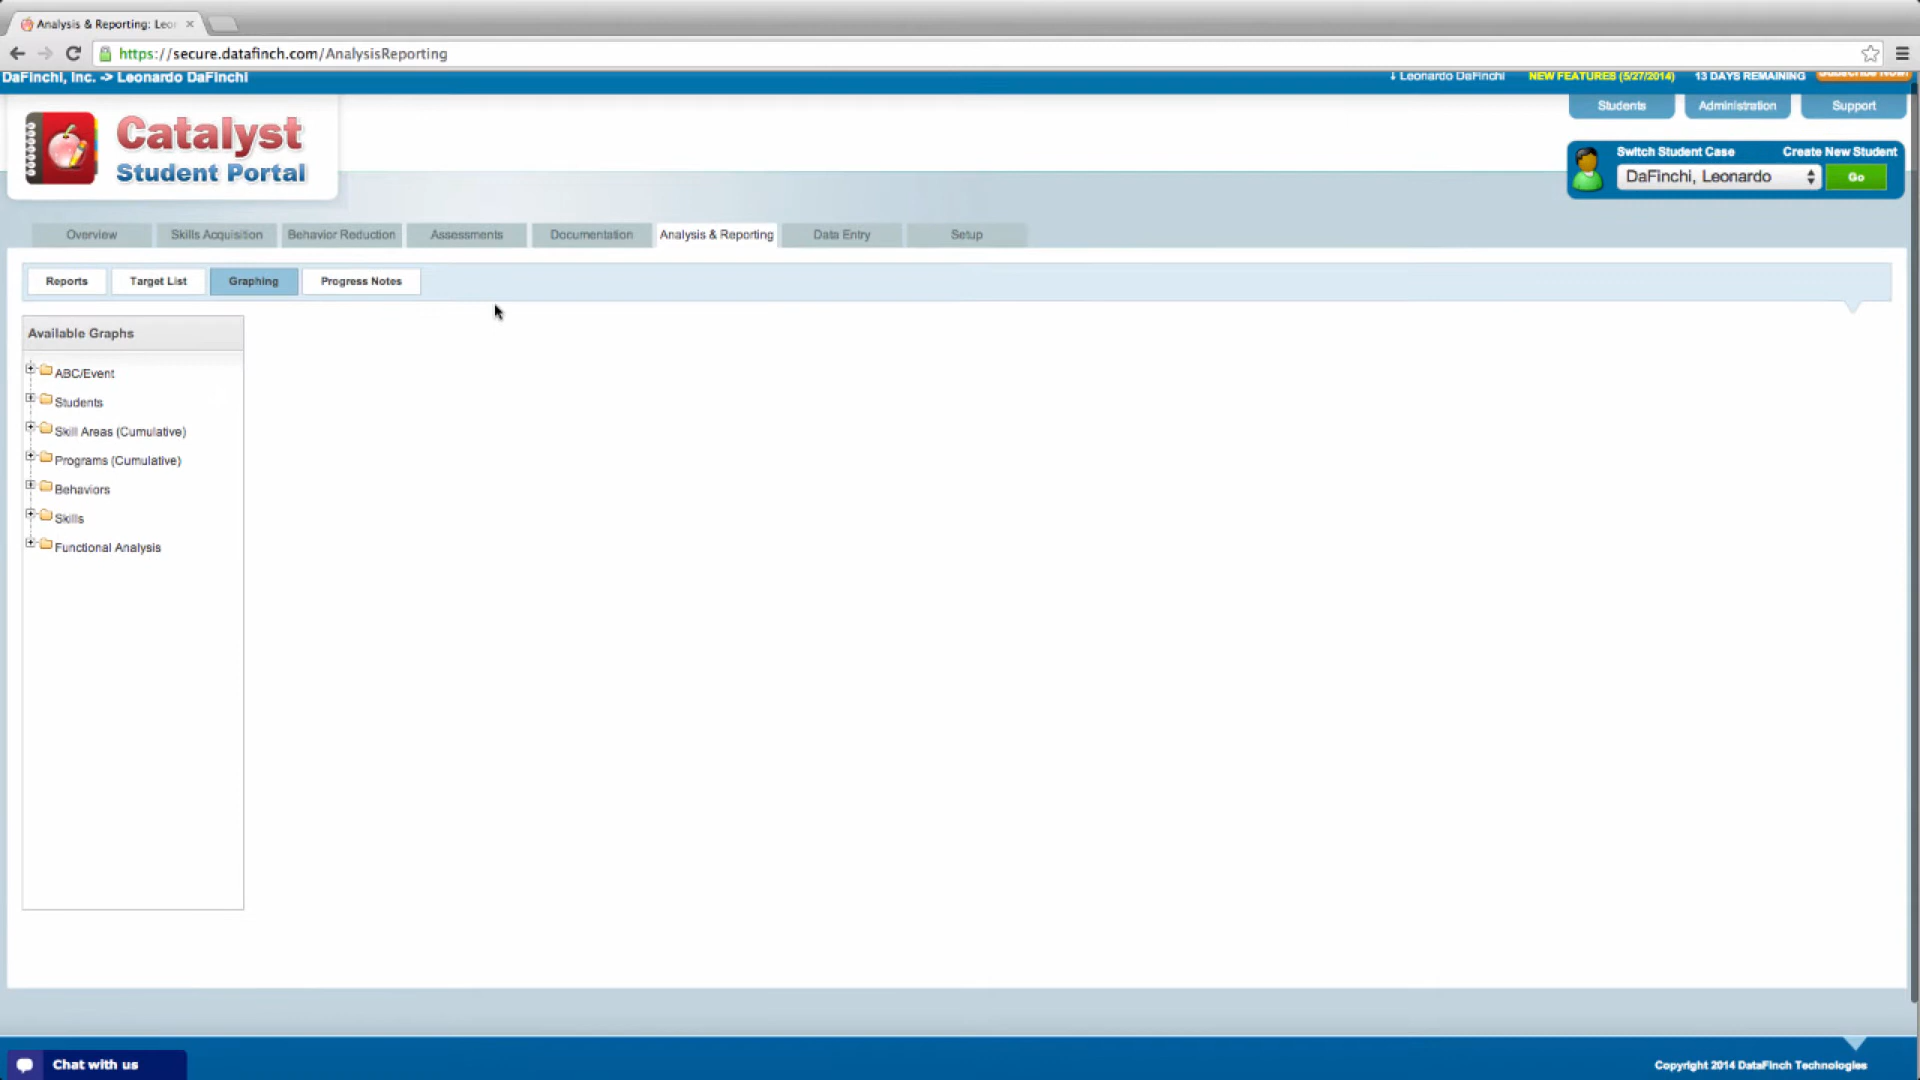 Analysis & Reporting: Leo
https://secure.datafinch.com/AnalysisReporting
DaFinchi, Inc. -> Leonardo DaFinchi
Leonardo DaFinchi
NEW FEATURES (5/27/2014)
13 DAYS REMAINING
Subscribe Now!
Students
Administration
Support
Catalyst
Student Portal
Switch Student Case
Create New Student
DaFinchi, Leonardo
Go
Overview
Skills Acquisition
Behavior Reduction
Assessments
Documentation
Analysis & Reporting
Data Entry
Setup
Reports
Target List
Graphing
Progress Notes
Available Graphs
ABC/Event
Students
Skill Areas (Cumulative)
Programs (Cumulative)
Behaviors
Skills
Functional Analysis
Chat with us
Copyright 2014 DataFinch Technologies